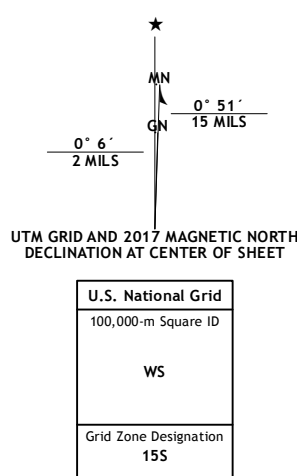 ★
MN
0° 51´
15 MILS
GN
0° 6´
2 MILS
UTM GRID AND 2017 MAGNETIC NORTH
DECLINATION AT CENTER OF SHEET
U.S. National Grid
100,000-m Square ID
WS
Grid Zone Designation
15S